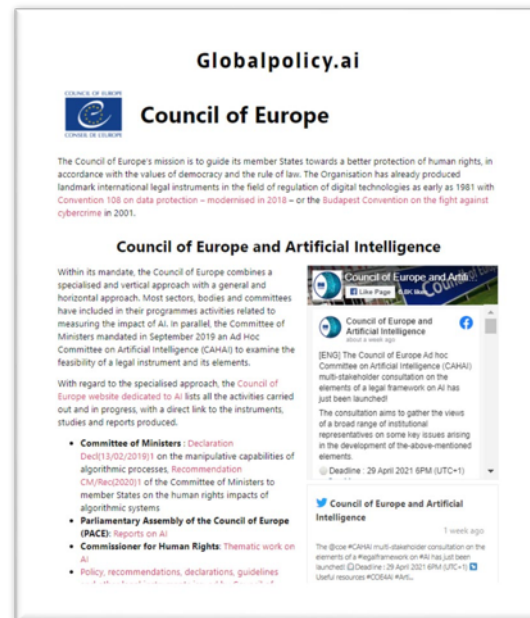 Globalpolicy.ai
COUNCIL OF EUROPE
CONSEIL DE L'EUROPE
Council of Europe
The Council of Europe's mission is to guide its member States towards a better protection of human rights, in
accordance with the values of democracy and the rule of law. The Organisation has already produced
landmark international legal instruments in the field of regulation of digital technologies as early as 1981 with
Convention 108 on data protection – modernised in 2018 – or the Budapest Convention on the fight against
cybercrime in 2001.
Council of Europe and Artificial Intelligence
Within its mandate, the Council of Europe combines a
specialised and vertical approach with a general and
horizontal approach. Most sectors, bodies and committees
have included in their programmes activities related to
measuring the impact of AI. In parallel, the Committee of
Ministers mandated in September 2019 an Ad Hoc
Committee on Artificial Intelligence (CAHAI) to examine the
feasibility of a legal instrument and its elements.
With regard to the specialised approach, the Council of
Europe website dedicated to AI lists all the activities carried
out and in progress, with a direct link to the instruments,
studies and reports produced.
• Committee of Ministers : Declaration
Decl(13/02/2019)1 on the manipulative capabilities of
algorithmic processes, Recommendation
CM/Rec(2020)1 of the Committee of Ministers to
member States on the human rights impacts of
algorithmic systems
• Parliamentary Assembly of the Council of Europe
(PACE): Reports on AI
• Commissioner for Human Rights: Thematic work on
AI
• Policy, recommendations, declarations, guidelines
Council of Europe and Artifi...
Like Page
likes
Council of Europe and
Artificial Intelligence
about a week ago
[ENG] The Council of Europe Ad hoc
Committee on Artificial Intelligence (CAHAI)
multi-stakeholder consultation on the
elements of a legal framework on AI has
just been launched!
The consultation aims to gather the views
of a broad range of institutional
representatives on some key issues arising
in the development of the-above-mentioned
elements.
Deadline : 29 April 2021 6PM (UTC+1)
Council of Europe and Artificial
Intelligence
1 week ago
The @coe #CAHAI multi-stakeholder consultation on the
elements of a #legalframework on #AI has just been
launched! Deadline : 29 April 2021 6PM (UTC+1)
Useful resources #COE4AI #Arti...